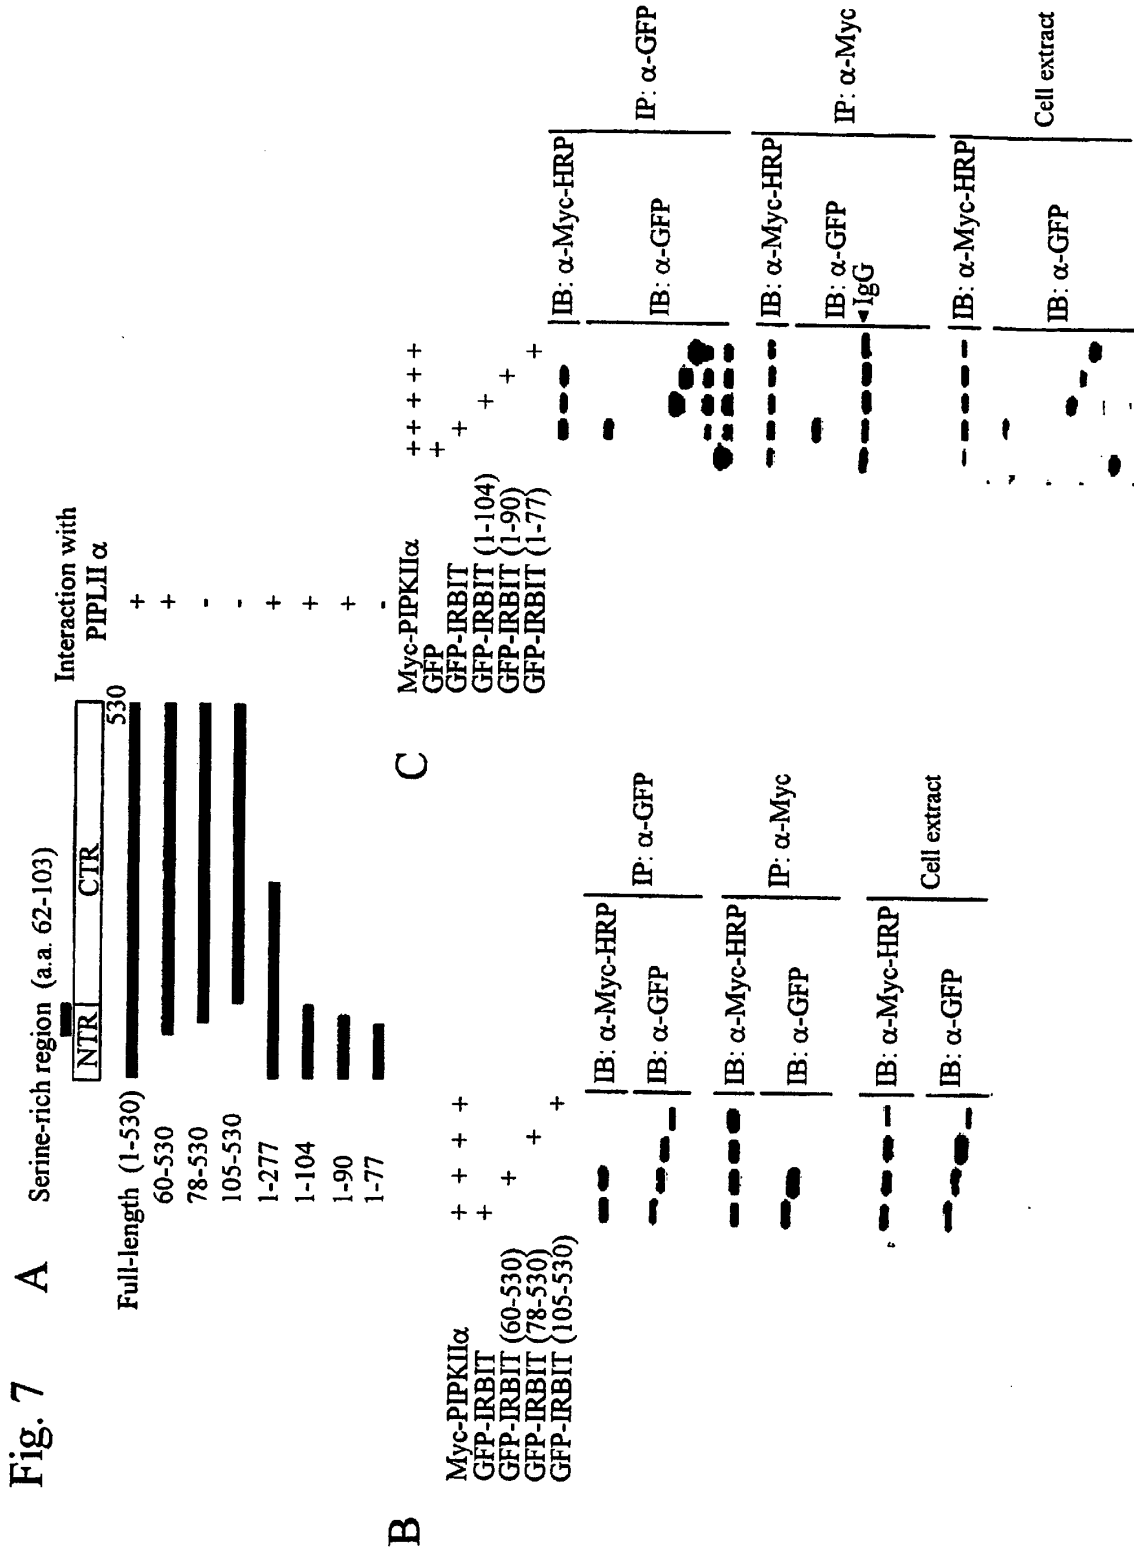 Fig. 7
A
Serine-rich region (a.a. 62-103)
Interaction with
PIPLII α
NTR CTR
530
Full-length (1-530) +
60-530 +
78-530 -
105-530 -
1-277 +
1-104 +
1-90 +
1-77 -
B
Myc-PIPKIIα + + + +
GFP-IRBIT +
GFP-IRBIT (60-530) +
GFP-IRBIT (78-530) +
GFP-IRBIT (105-530) +
IB: α-Myc-HRP
IB: α-GFP
IP: α-GFP
IB: α-Myc-HRP
IB: α-GFP
IP: α-Myc
IB: α-Myc-HRP
IB: α-GFP
Cell extract
C
Myc-PIPKIIα + + + + +
GFP +
GFP-IRBIT +
GFP-IRBIT (1-104) +
GFP-IRBIT (1-90) +
GFP-IRBIT (1-77) +
IB: α-Myc-HRP
IB: α-GFP
IP: α-GFP
IB: α-Myc-HRP
IB: α-GFP
◄IgG
IP: α-Myc
IB: α-Myc-HRP
IB: α-GFP
Cell extract